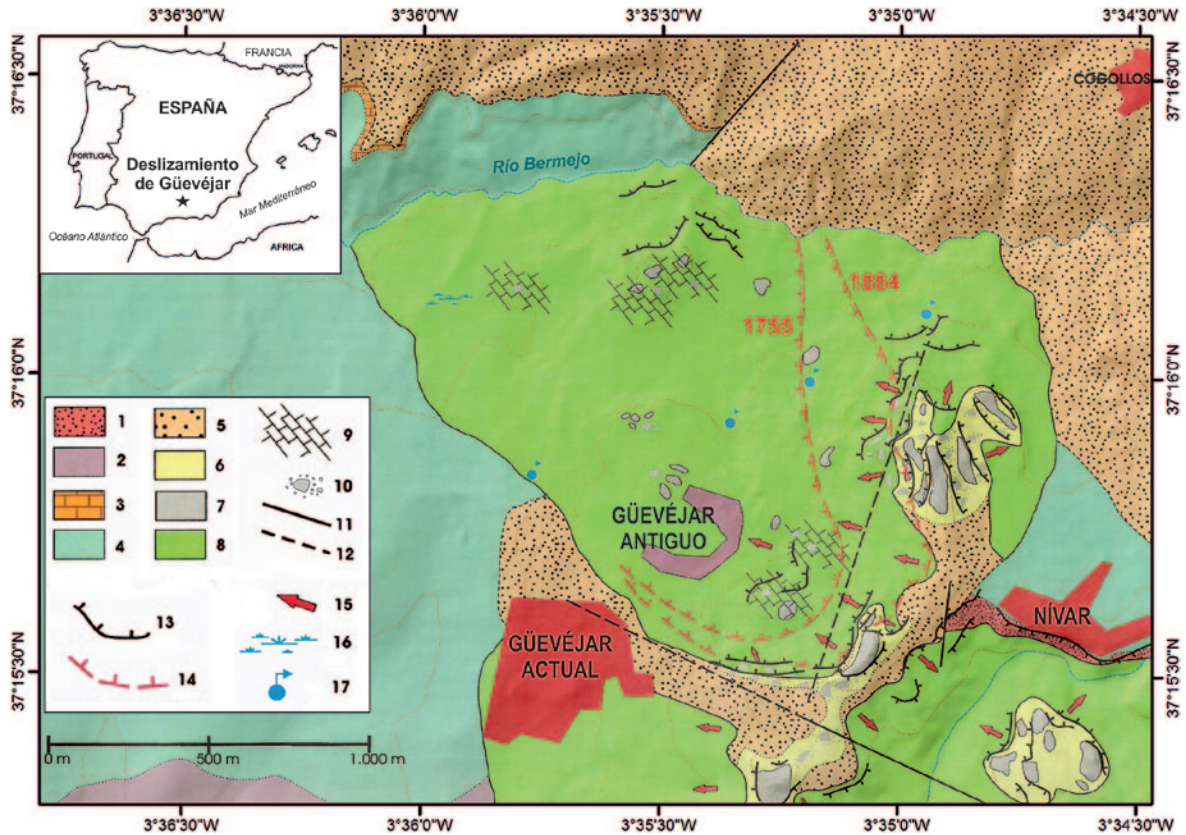 3°36'30"W
3°36'0"W
3°35'30"W
3°35'0"W
3°34'30"W
37°16'30"N
37°16'30"N
FRANCIA
ANDORRA
ESPAÑA
PORTUGAL
Deslizamiento
de Güevéjar
Mar Mediterráneo
Océano Atlántico
AFRICA
COGOLLOS
Río Bermejo
1884
1755
37°16'0"N
37°16'0"N
1
2
3
4
5
6
7
8
9
10
11
12
13
14
15
16
17
GÜEVÉJAR
ANTIGUO
GÜEVÉJAR
ACTUAL
NÍVAR
37°15'30"N
37°15'30"N
0 m
500 m
1.000 m
3°36'30"W
3°36'0"W
3°35'30"W
3°35'0"W
3°34'30"W